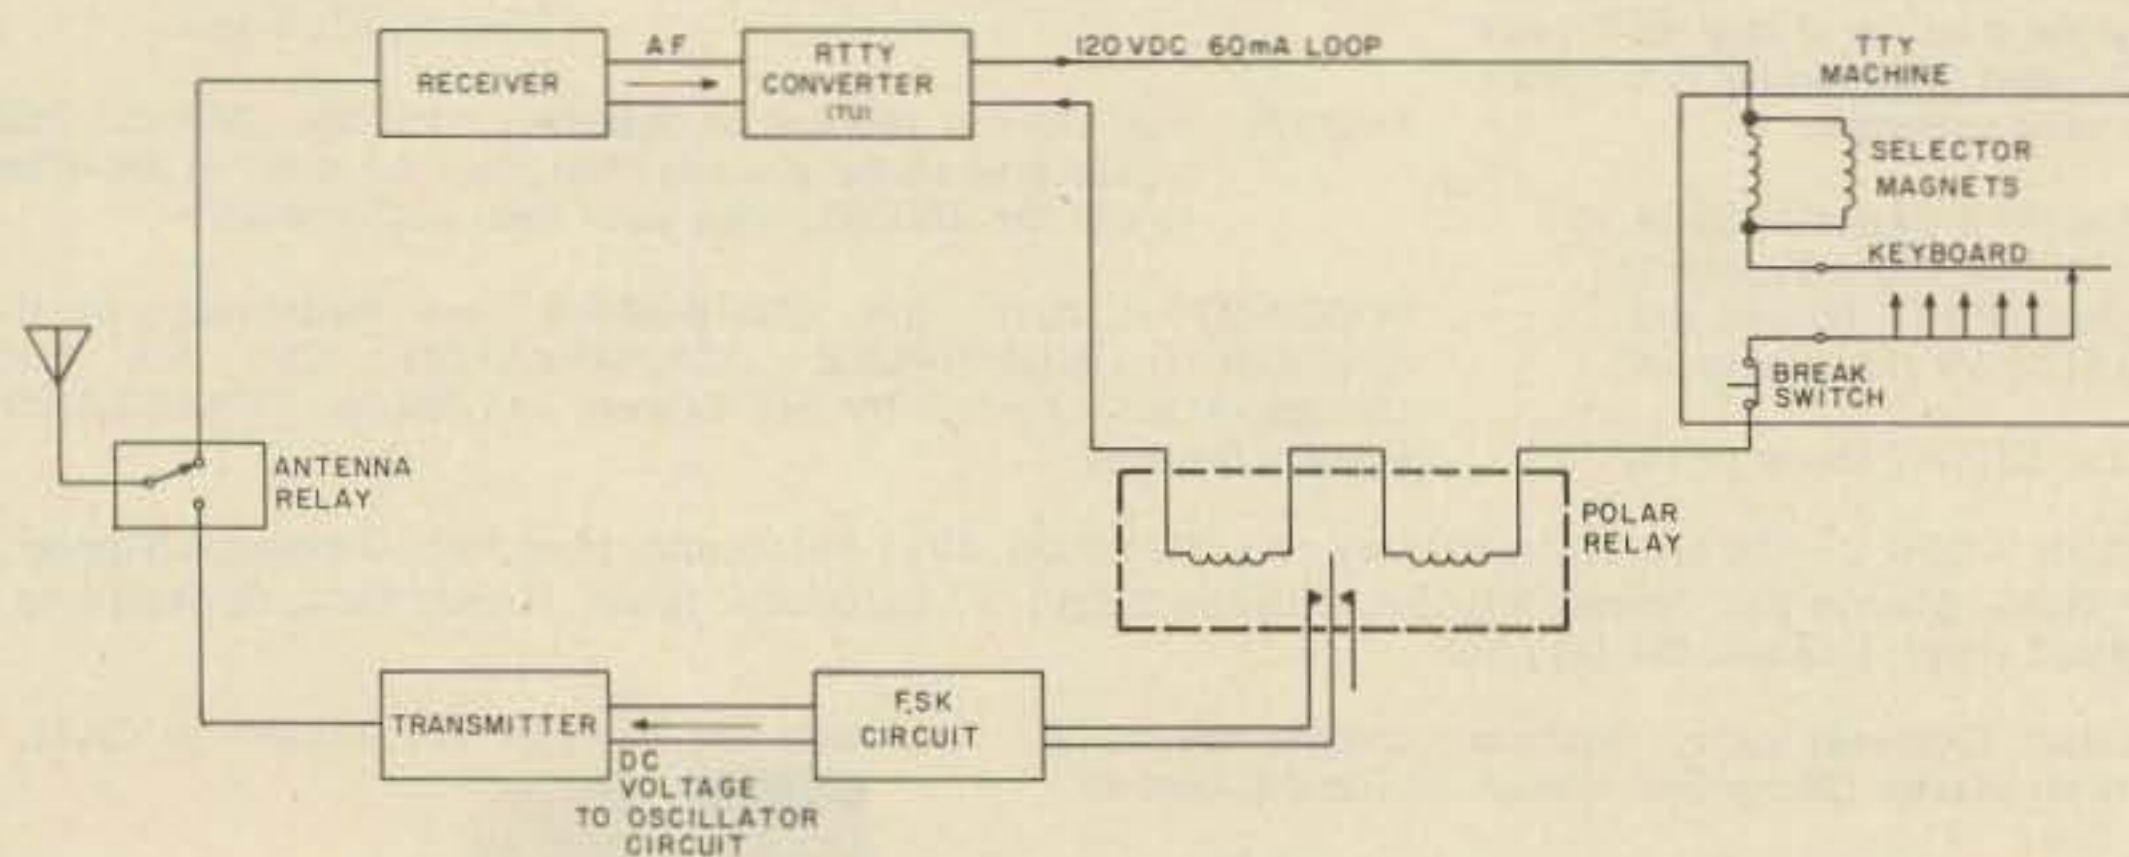 RECEIVER
AF
RTTY
CONVERTER
(TU)
120 VDC 60mA LOOP
TTY
MACHINE
SELECTOR
MAGNETS
KEYBOARD
BREAK
SWITCH
ANTENNA
RELAY
POLAR
RELAY
TRANSMITTER
DC
VOLTAGE
TO OSCILLATOR
CIRCUIT
FSK
CIRCUIT